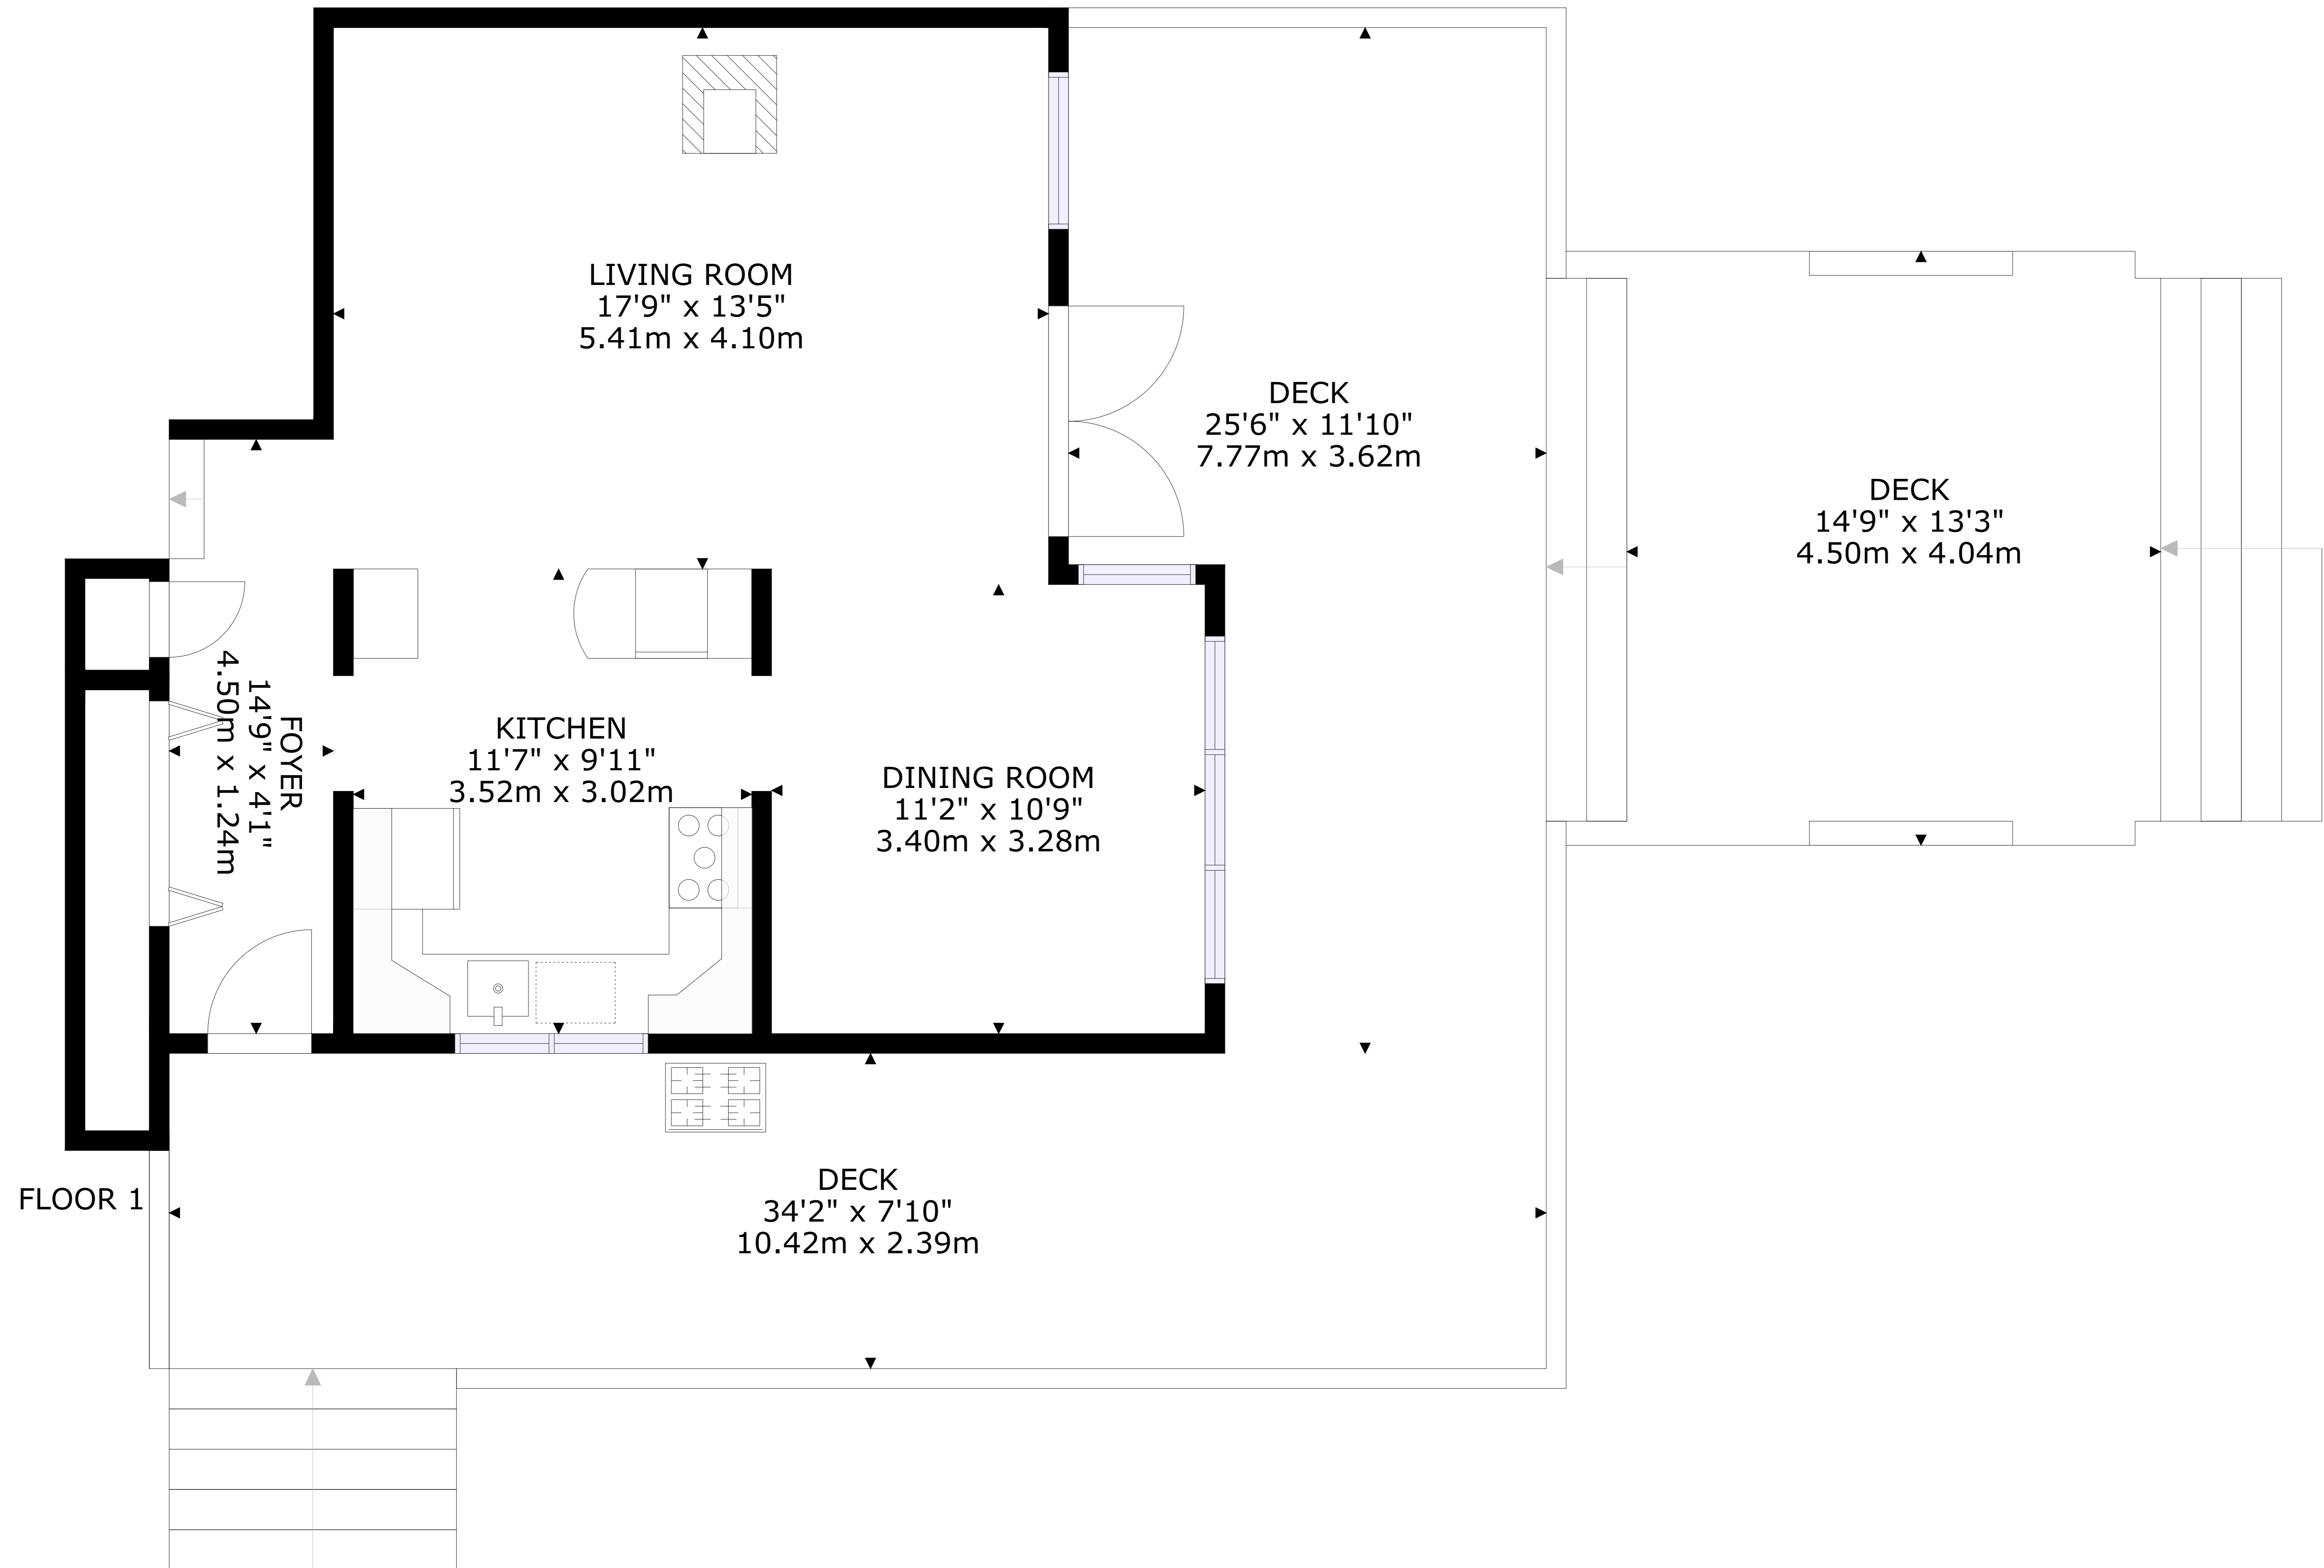 LIVING ROOM
17'9" x 13'5"
5.41m x 4.10m
DECK
25'6" x 11'10"
7.77m x 3.62m
DECK
14'9" x 13'3"
4.50m x 4.04m
FOYER
14'9" x 4'1"
4.50m x 1.24m
KITCHEN
11'7" x 9'11"
3.52m x 3.02m
DINING ROOM
11'2" x 10'9"
3.40m x 3.28m
DECK
34'2" x 7'10"
10.42m x 2.39m
FLOOR 1